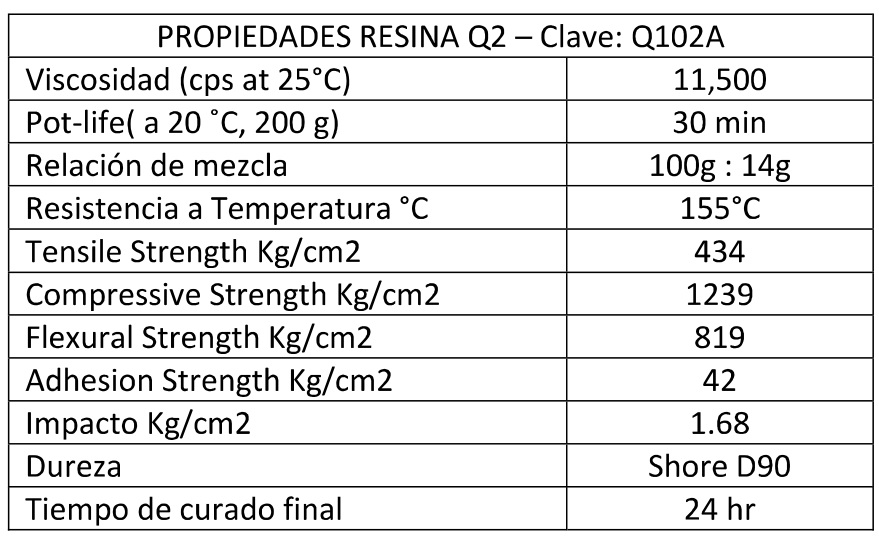 PROPIEDADES RESINA Q2 – Clave: Q102A
Viscosidad (cps at 25°C) 11,500
Pot-life( a 20 ˚C, 200 g) 30 min
Relación de mezcla 100g : 14g
Resistencia a Temperatura °C 155°C
Tensile Strength Kg/cm2 434
Compressive Strength Kg/cm2 1239
Flexural Strength Kg/cm2 819
Adhesion Strength Kg/cm2 42
Impacto Kg/cm2 1.68
Dureza Shore D90
Tiempo de curado final 24 hr